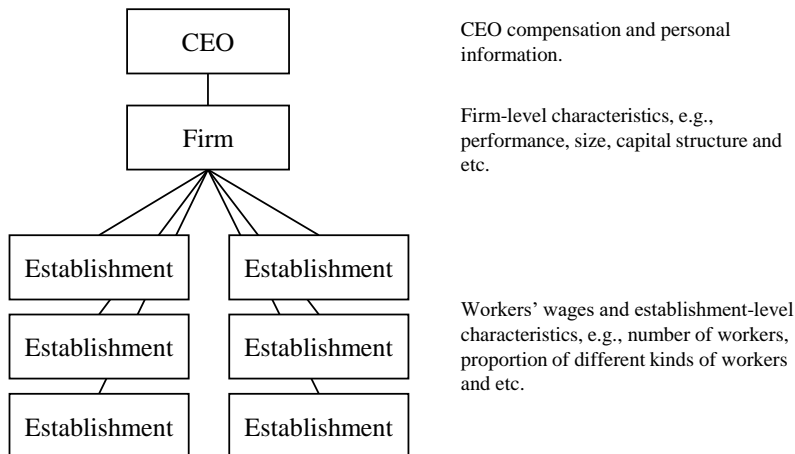 CEO
CEO compensation and personal
information.
Firm
Firm-level characteristics, e.g.,
performance, size, capital structure and
etc.
Establishment
Establishment
Establishment
Establishment
Establishment
Establishment
Workers’ wages and establishment-level
characteristics, e.g., number of workers,
proportion of different kinds of workers
and etc.